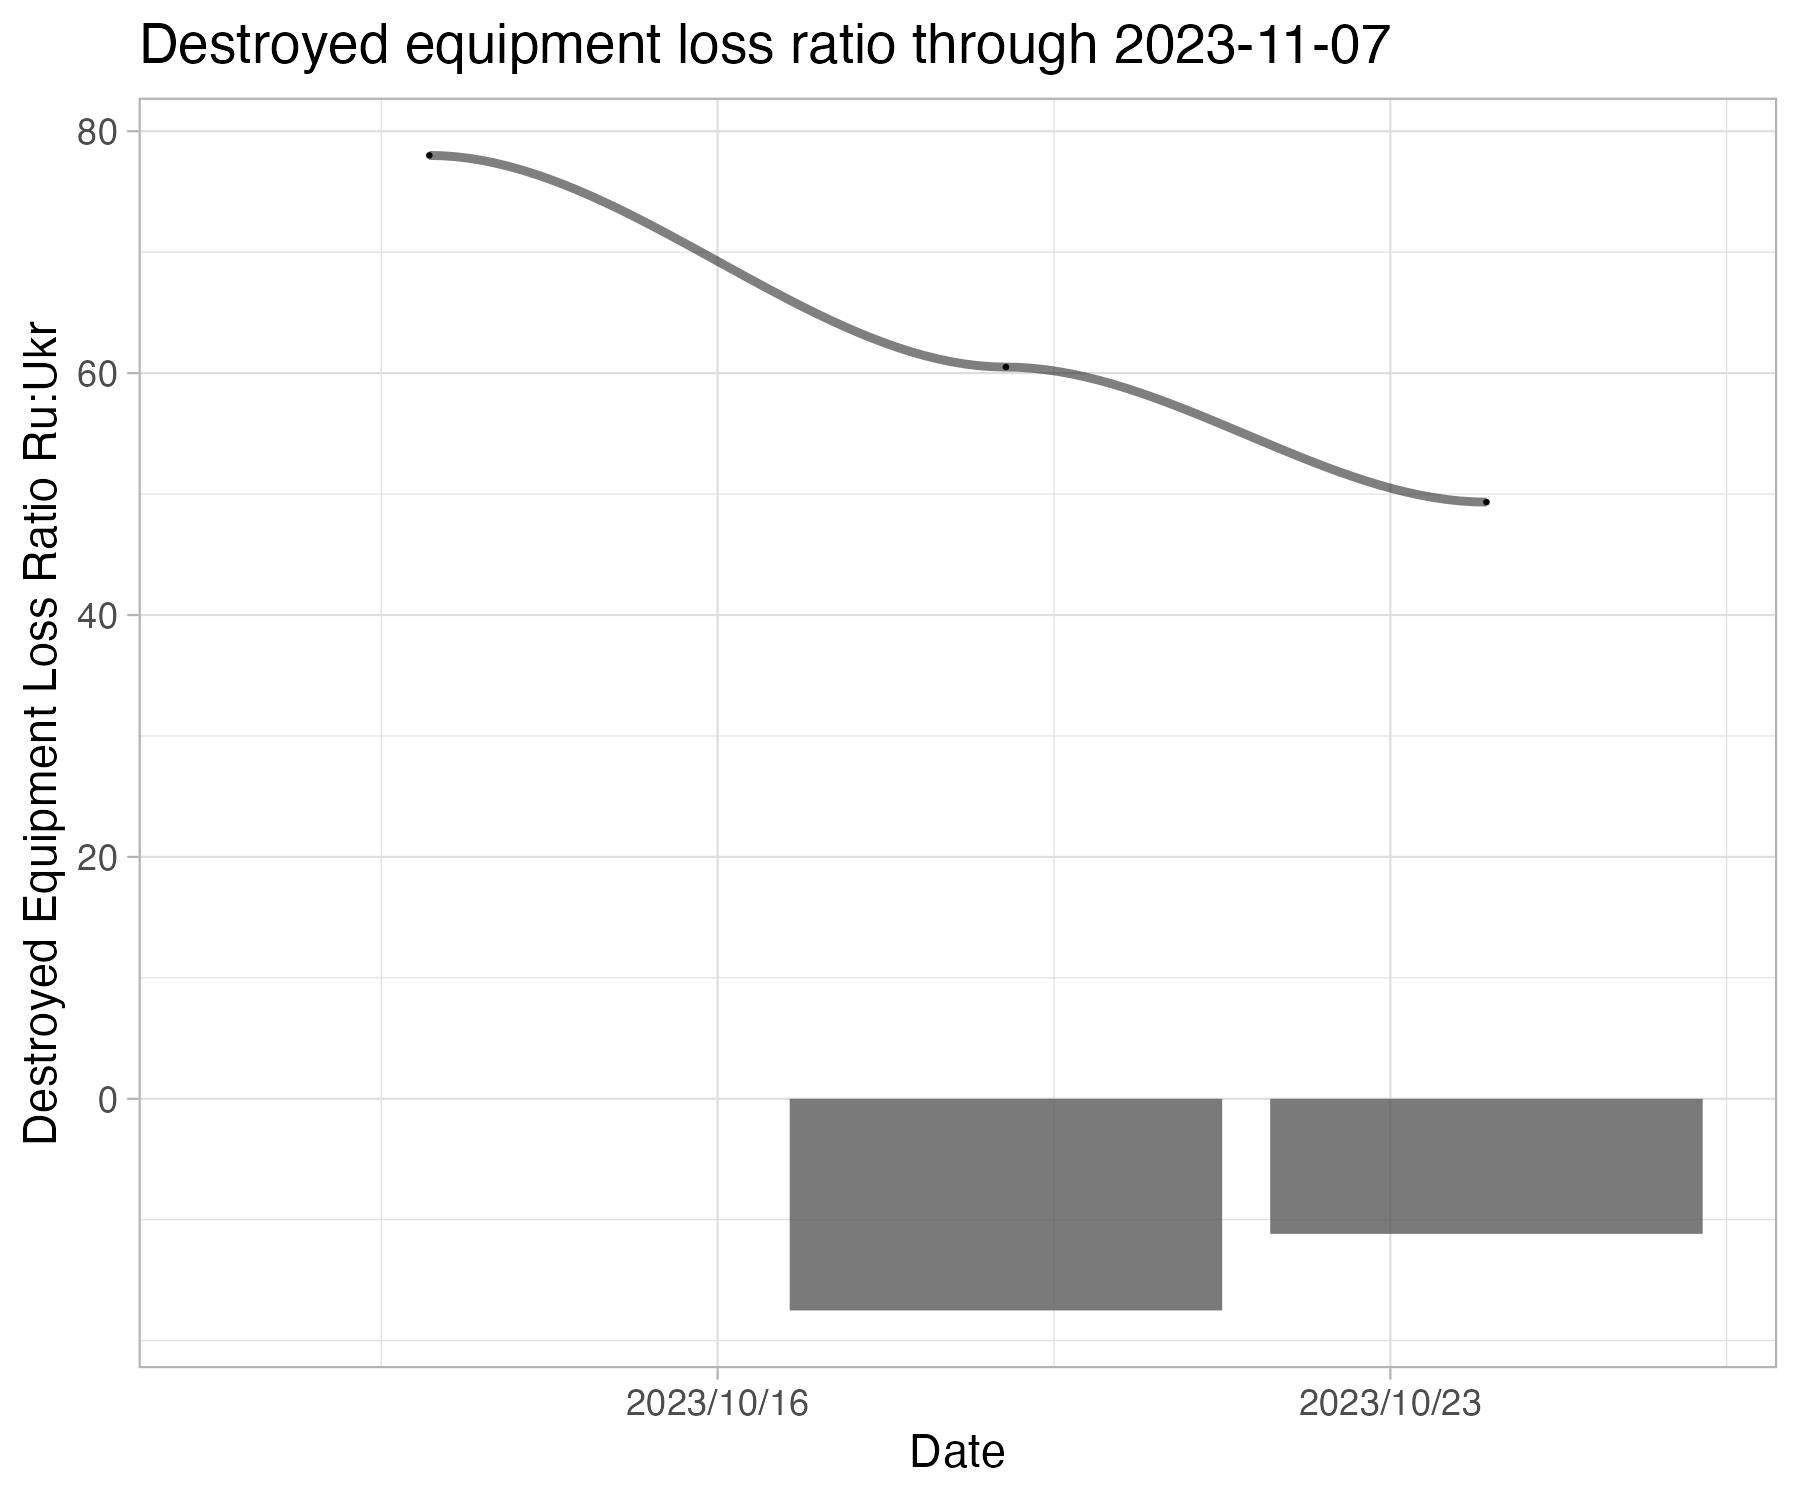 Destroyed equipment loss ratio through 2023-11-07
Destroyed Equipment Loss Ratio Ru:Ukr
80
60
40
20
0
2023/10/16
2023/10/23
Date